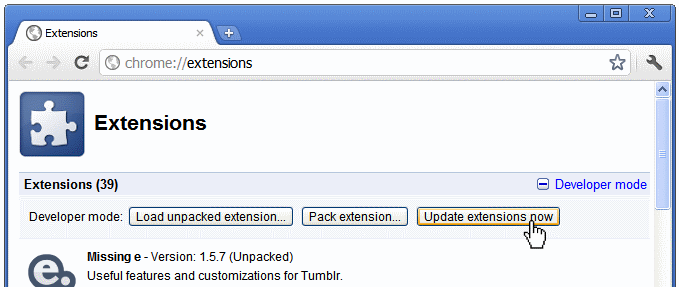 Extensions
chrome://extensions
Extensions
Extensions (39)
Developer mode
Developer mode: Load unpacked extension... Pack extension... Update extensions now
Missing e - Version: 1.5.7 (Unpacked)
Useful features and customizations for Tumblr.
e.